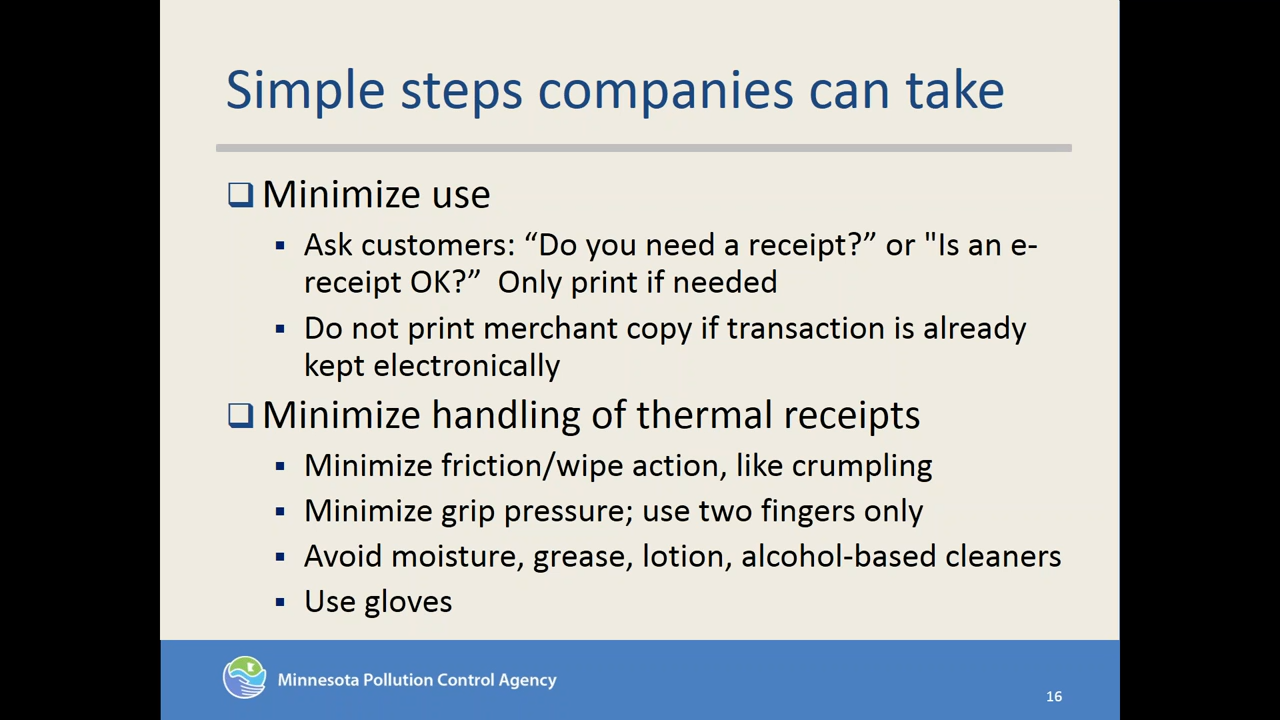 Simple steps companies can take
Minimize use
Ask customers: “Do you need a receipt?” or "Is an e-
receipt OK?”  Only print if needed
Do not print merchant copy if transaction is already
kept electronically
Minimize handling of thermal receipts
Minimize friction/wipe action, like crumpling
Minimize grip pressure; use two fingers only
Avoid moisture, grease, lotion, alcohol-based cleaners
Use gloves
Minnesota Pollution Control Agency
16